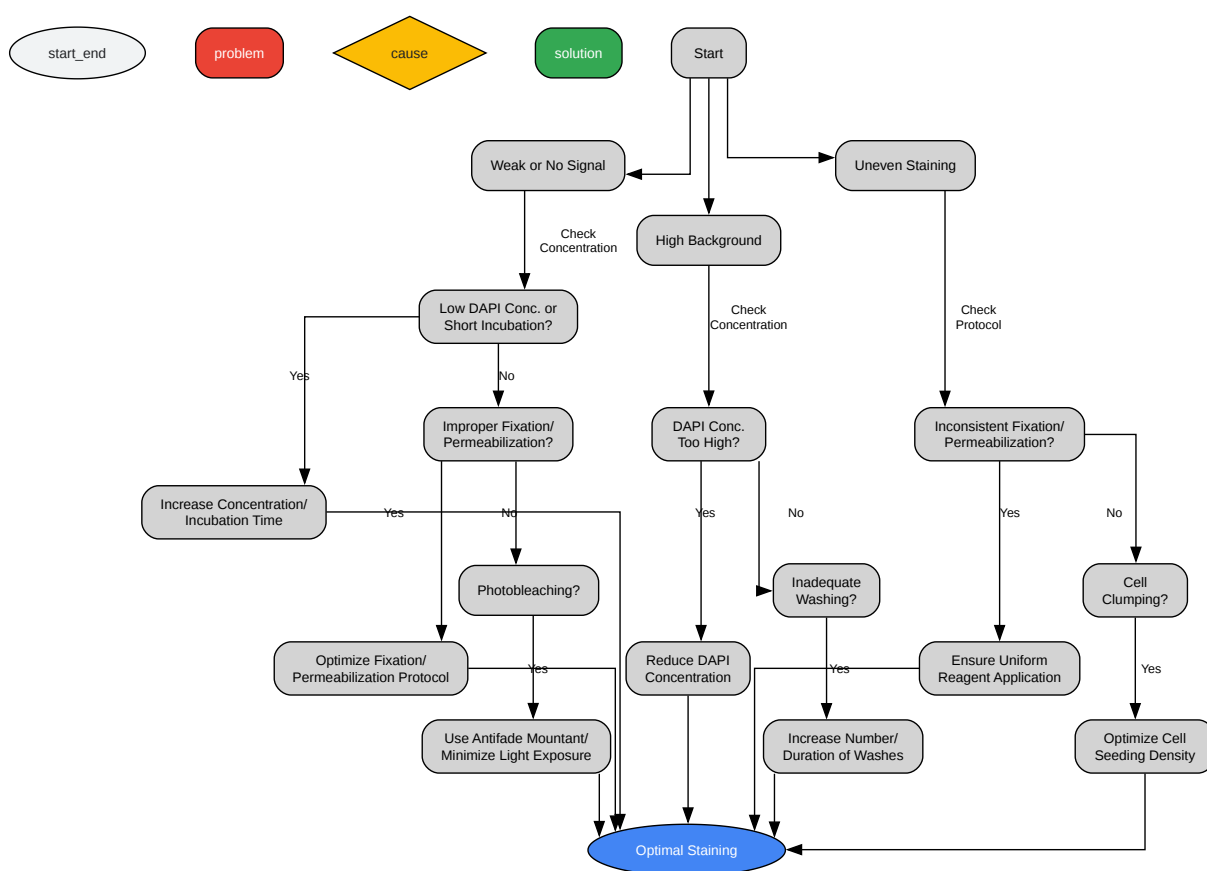 start_end
problem
cause
solution
Start
Weak or No Signal
Uneven Staining
High Background
Check
Concentration
Low DAPI Conc. or
Short Incubation?
Check
Concentration
Check
Protocol
Yes
No
Improper Fixation/
Permeabilization?
DAPI Conc.
Too High?
Inconsistent Fixation/
Permeabilization?
Increase Concentration/
Incubation Time
Yes
No
Yes
No
Yes
No
Photobleaching?
Inadequate
Washing?
Cell
Clumping?
Optimize Fixation/
Permeabilization Protocol
Yes
Reduce DAPI
Concentration
Yes
Ensure Uniform
Reagent Application
Yes
Use Antifade Mountant/
Minimize Light Exposure
Increase Number/
Duration of Washes
Optimize Cell
Seeding Density
Optimal Staining